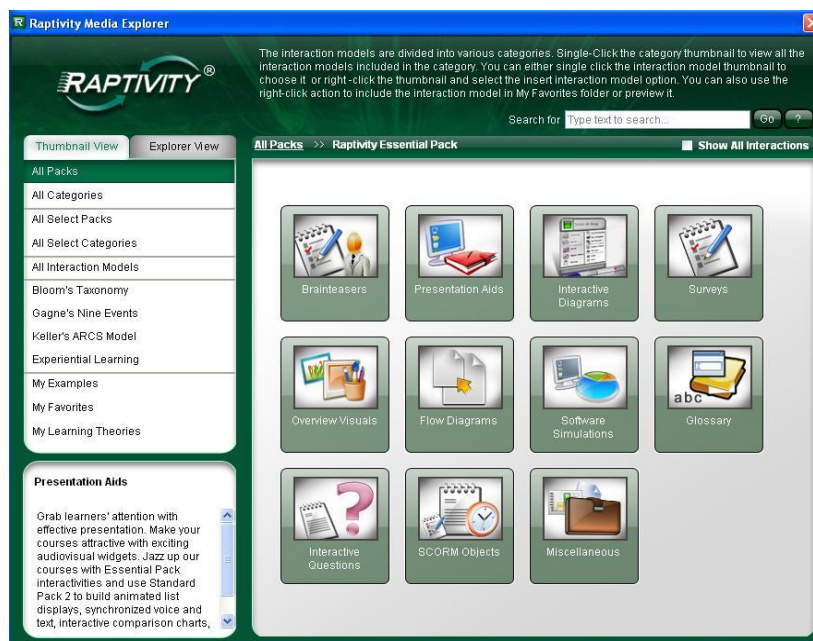 Raptivity Media Explorer
RAPTIVITY®
The interaction models are divided into various categories. Single-Click the category thumbnail to view all the
interaction models included in the category. You can either single click the interaction model thumbnail to
choose it or right-click the thumbnail and select the insert interaction model option. You can also use the
right-click action to include the interaction model in My Favorites folder or preview it.
Search for Type text to search... Go ?
Thumbnail View Explorer View
All Packs >> Raptivity Essential Pack Show All Interactions
All Packs
All Categories
All Select Packs
All Select Categories
All Interaction Models
Bloom's Taxonomy
Gagne's Nine Events
Keller's ARCS Model
Experiential Learning
My Examples
My Favorites
My Learning Theories
Presentation Aids
Grab learners' attention with
effective presentation. Make your
courses attractive with exciting
audiovisual widgets. Jazz up our
courses with Essential Pack
interactivities and use Standard
Pack 2 to build animated list
displays, synchronized voice and
text, interactive comparison charts,
Brainteasers
Presentation Aids
Interactive
Diagrams
Surveys
Overview Visuals
Flow Diagrams
Software
Simulations
abc
Glossary
Interactive
Questions
SCORM Objects
Miscellaneous